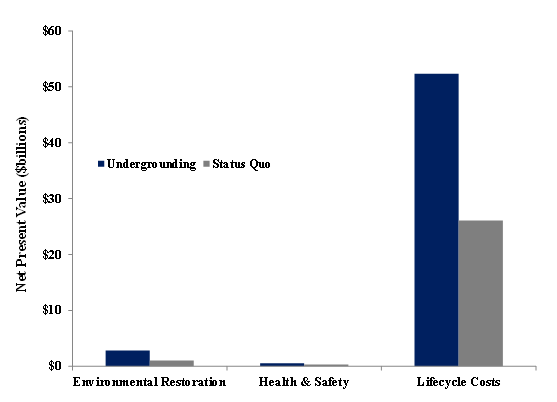 $60
$50
$40
$30
$20
$10
$0
Net Present Value ($billions)
Undergrounding Status Quo
Environmental Restoration Health & Safety Lifecycle Costs